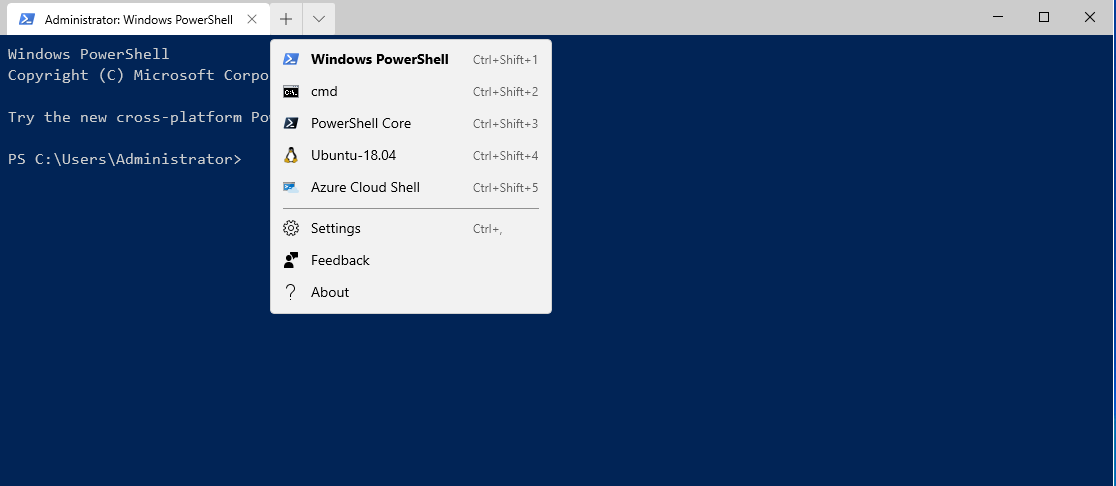 Administrator: Windows PowerShell
Windows PowerShell
Copyright (C) Microsoft Corpo
Try the new cross-platform Po
PS C:\Users\Administrator>
Windows PowerShell Ctrl+Shift+1
cmd Ctrl+Shift+2
PowerShell Core Ctrl+Shift+3
Ubuntu-18.04 Ctrl+Shift+4
Azure Cloud Shell Ctrl+Shift+5
Settings Ctrl+,
Feedback
About